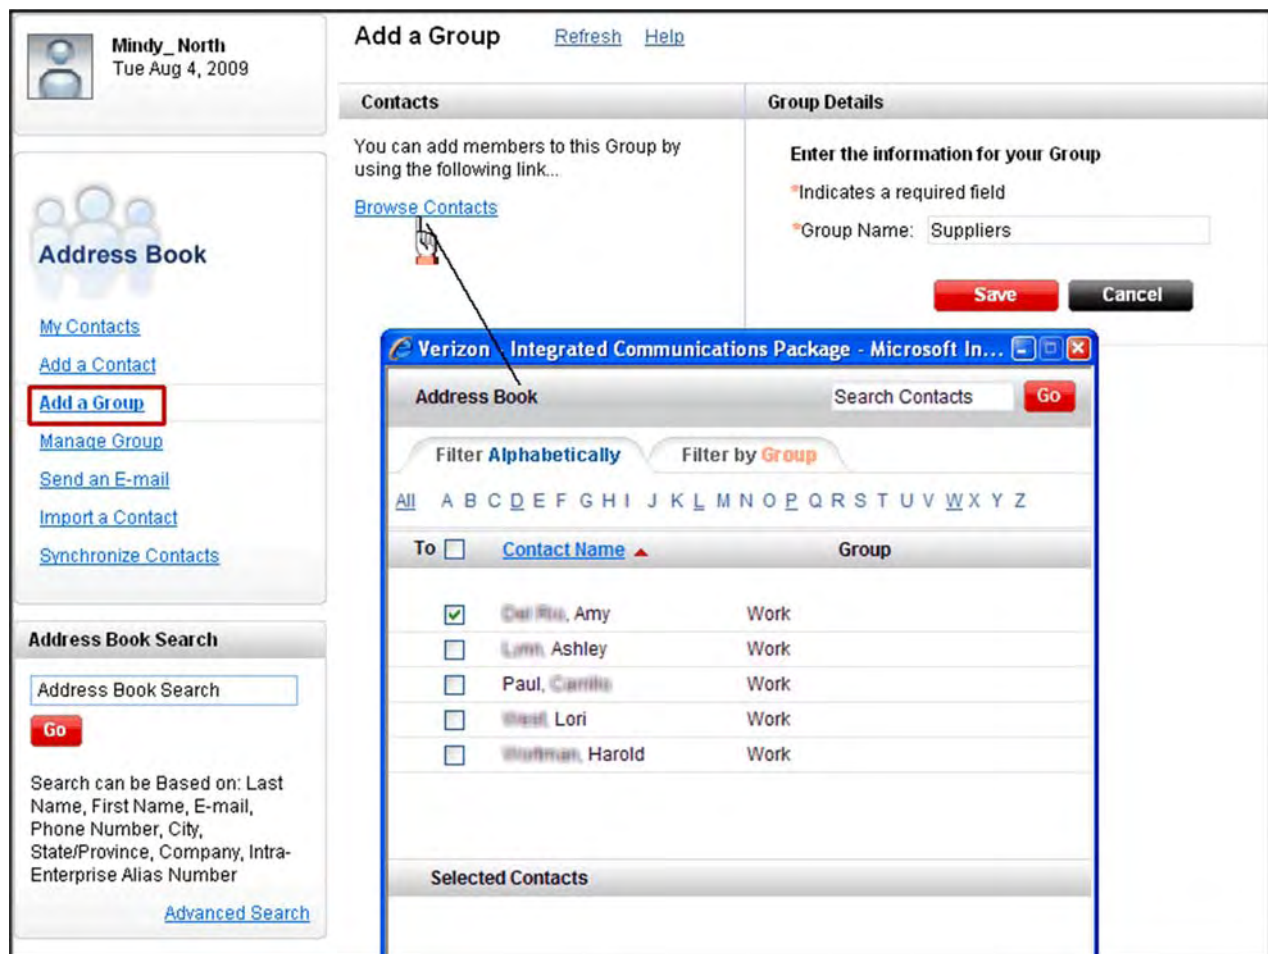 Mindy_ North
Tue Aug 4, 2009
Address Book
My Contacts
Add a Contact
Add a Group
Manage Group
Send an E-mail
Import a Contact
Synchronize Contacts
Address Book Search
Address Book Search
Go
Search can be Based on: Last
Name, First Name, E-mail,
Phone Number, City,
State/Province, Company, Intra-
Enterprise Alias Number
Advanced Search
Add a Group Refresh Help
Contacts
You can add members to this Group by
using the following link...
Browse Contacts
Group Details
Enter the information for your Group
*Indicates a required field
*Group Name: Suppliers
Save Cancel
Verizon - Integrated Communications Package - Microsoft In...
Address Book Search Contacts Go
Filter Alphabetically Filter by Group
All A B C D E F G H I J K L M N O P Q R S T U V W X Y Z
To Contact Name Group
, Amy Work
, Ashley Work
Paul, Work
, Lori Work
, Harold Work
Selected Contacts